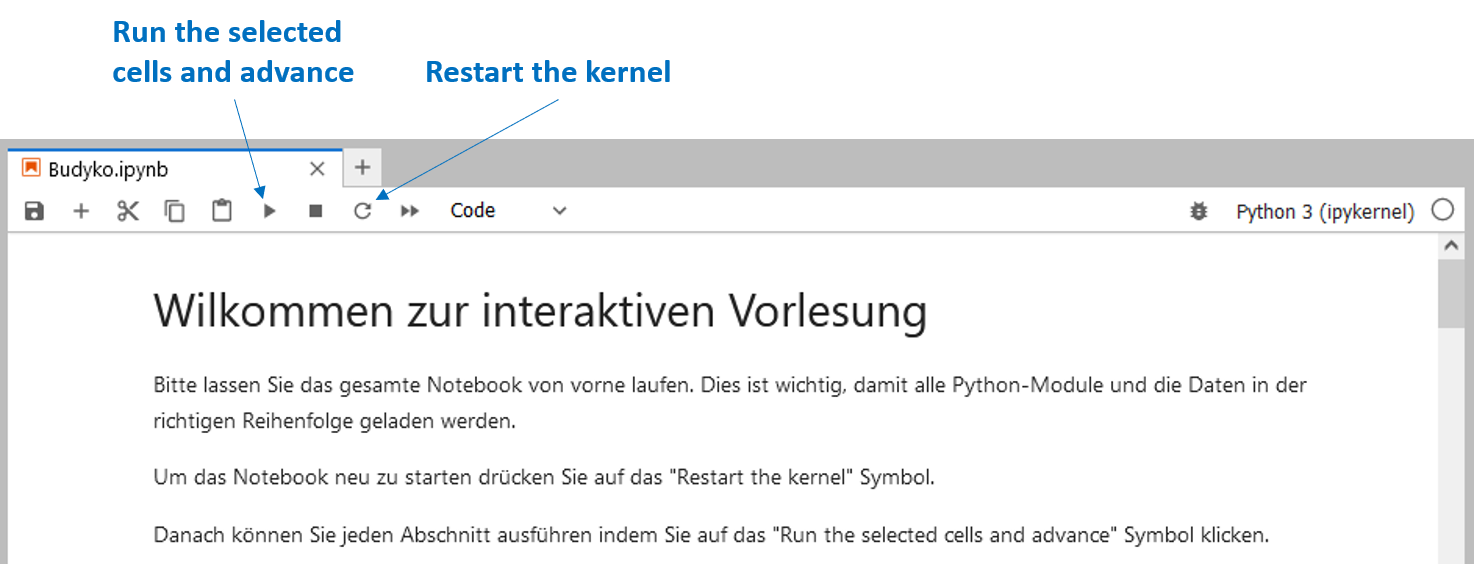 Run the selected
cells and advance
Restart the kernel
Budyko.ipynb
Code
Python 3 (ipykernel)
Wilkommen zur interaktiven Vorlesung
Bitte lassen Sie das gesamte Notebook von vorne laufen. Dies ist wichtig, damit alle Python-Module und die Daten in der
richtigen Reihenfolge geladen werden.
Um das Notebook neu zu starten drücken Sie auf das "Restart the kernel" Symbol.
Danach können Sie jeden Abschnitt ausführen indem Sie auf das "Run the selected cells and advance" Symbol klicken.